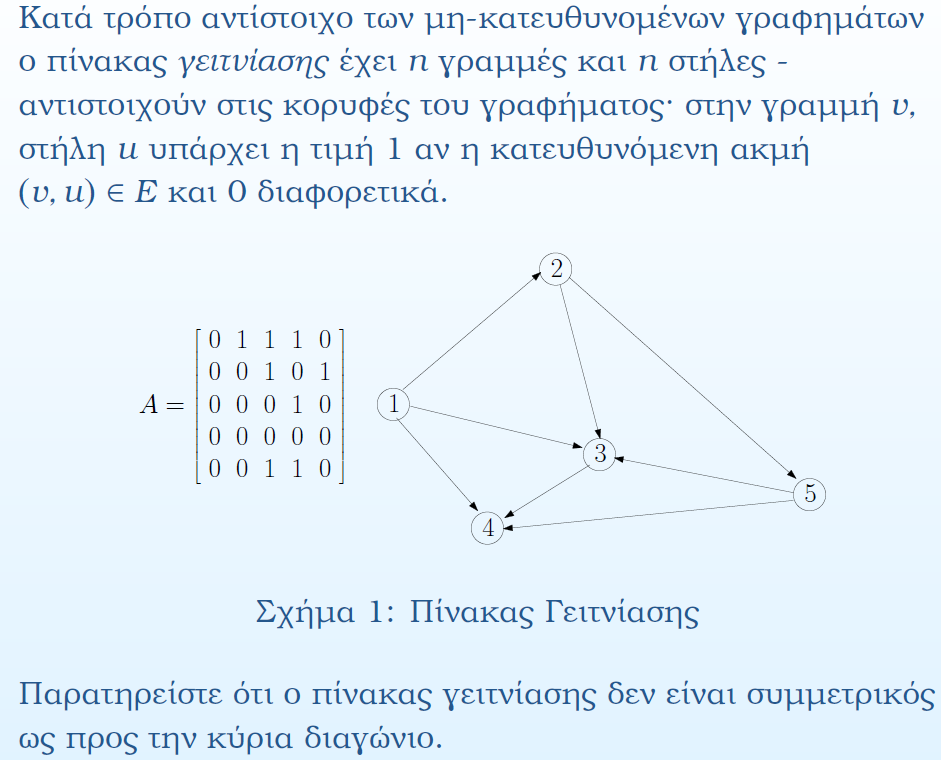 Κατά τρόπο αντίστοιχο των μη-κατευθυνομένων γραφημάτων
ο πίνακας γειτνίασης έχει n γραμμές και n στήλες -
αντιστοιχούν στις κορυφές του γραφήματος· στην γραμμή v,
στήλη u υπάρχει η τιμή 1 αν η κατευθυνόμενη ακμή
(v, u) ∈ E και 0 διαφορετικά.
2
0 1 1 1 0
0 0 1 0 1
A = 0 0 0 1 0
0 0 0 0 0
0 0 1 1 0
1
3
5
4
Σχήμα 1: Πίνακας Γειτνίασης
Παρατηρείστε ότι ο πίνακας γειτνίασης δεν είναι συμμετρικός
ως προς την κύρια διαγώνιο.